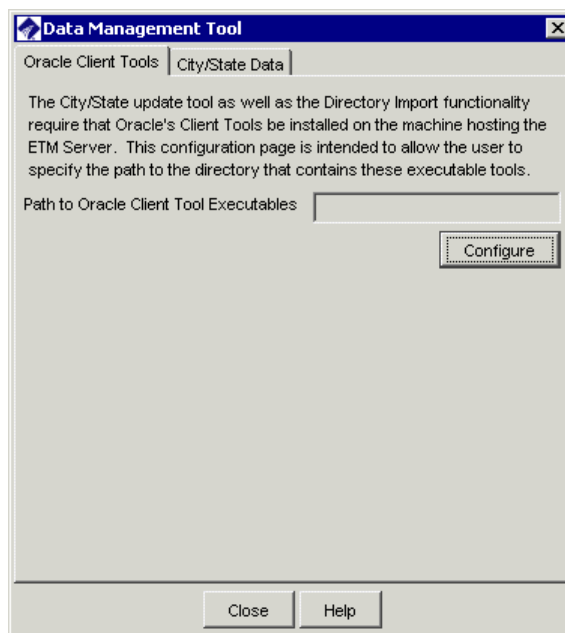 Data Management Tool
Oracle Client Tools
City/State Data
The City/State update tool as well as the Directory Import functionality
require that Oracle's Client Tools be installed on the machine hosting the
ETM Server.  This configuration page is intended to allow the user to
specify the path to the directory that contains these executable tools.
Path to Oracle Client Tool Executables
Configure
Close
Help